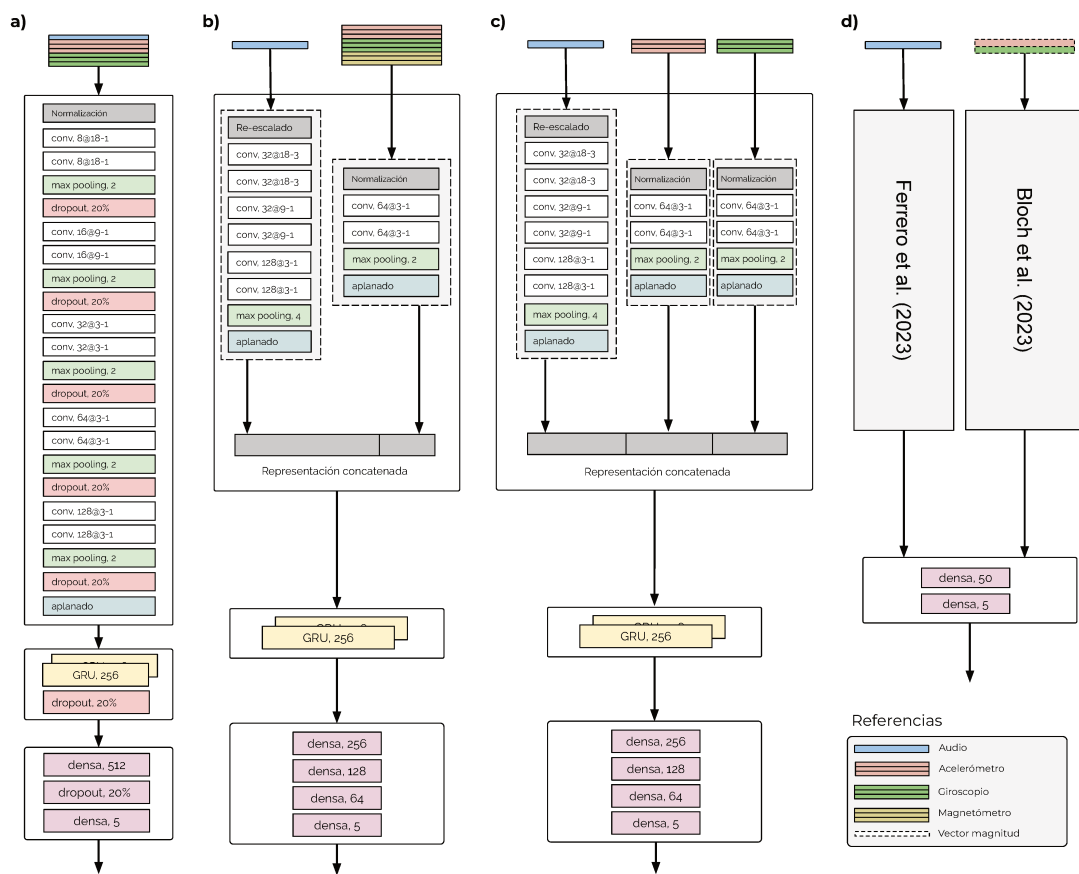 a)
Normalización
conv, 8@18-1
conv, 8@18-1
max pooling, 2
dropout, 20%
conv, 16@9-1
conv, 16@9-1
max pooling, 2
dropout, 20%
conv, 32@3-1
conv, 32@3-1
max pooling, 2
dropout, 20%
conv, 64@3-1
conv, 64@3-1
max pooling, 2
dropout, 20%
conv, 128@3-1
conv, 128@3-1
max pooling, 2
dropout, 20%
aplanado
GRU, 256
dropout, 20%
densa, 512
dropout, 20%
densa, 5
b)
Re-escalado
conv, 32@18-3
conv, 32@18-3
conv, 32@9-1
conv, 32@9-1
conv, 128@3-1
conv, 128@3-1
max pooling, 4
aplanado
Normalización
conv, 64@3-1
conv, 64@3-1
max pooling, 2
aplanado
Representación concatenada
GRU, 256
densa, 256
densa, 128
densa, 64
densa, 5
c)
Re-escalado
conv, 32@18-3
conv, 32@18-3
conv, 32@9-1
conv, 32@9-1
conv, 128@3-1
conv, 128@3-1
max pooling, 4
aplanado
Normalización
conv, 64@3-1
conv, 64@3-1
max pooling, 2
aplanado
Normalización
conv, 64@3-1
conv, 64@3-1
max pooling, 2
aplanado
Representación concatenada
GRU, 256
densa, 256
densa, 128
densa, 64
densa, 5
d)
Ferrero et al. (2023)
Bloch et al. (2023)
densa, 50
densa, 5
Referencias
Audio
Acelerómetro
Giroscopio
Magnetómetro
Vector magnitud